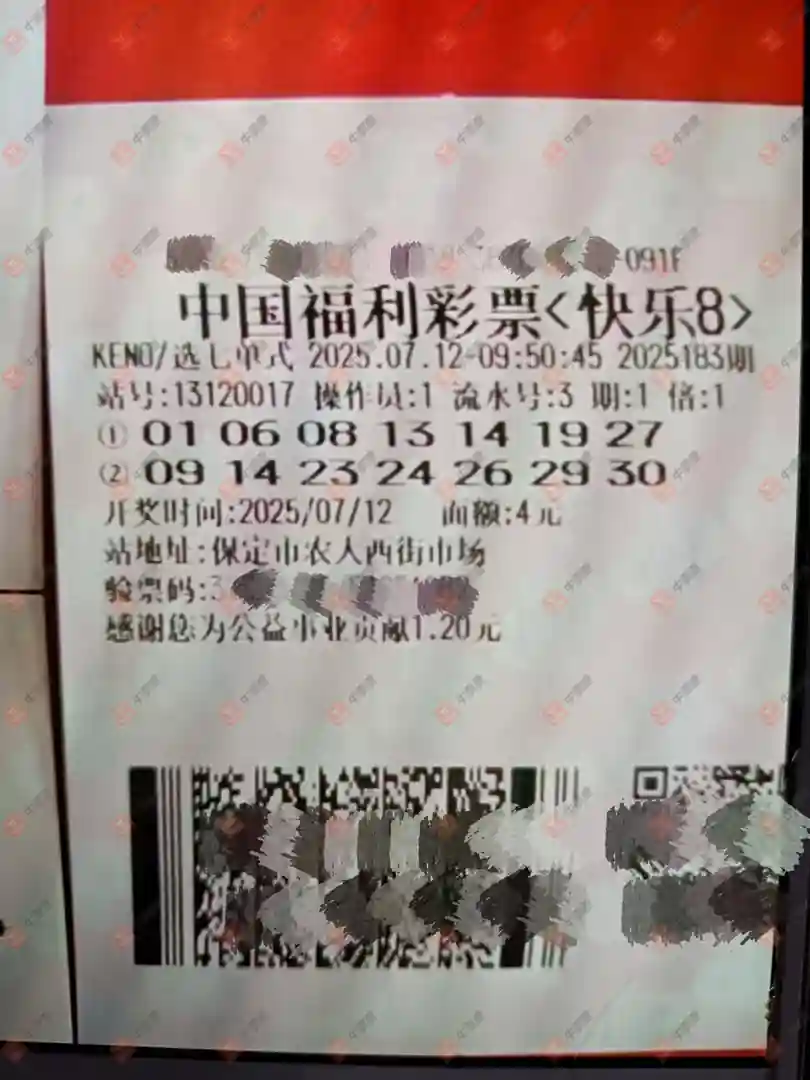 091F
中国福利彩票<快乐8>
KENO/选七单式 2025.07.12-09:50:45 2025183期
站号:13120017 操作员:1 流水号:3 期:1 倍:1
① 01 06 08 13 14 19 27
② 09 14 23 24 26 29 30
开奖时间:2025/07/12 面额:4元
站地址:保定市农人西街市场
验票码:3
感谢您为公益事业贡献1.20元